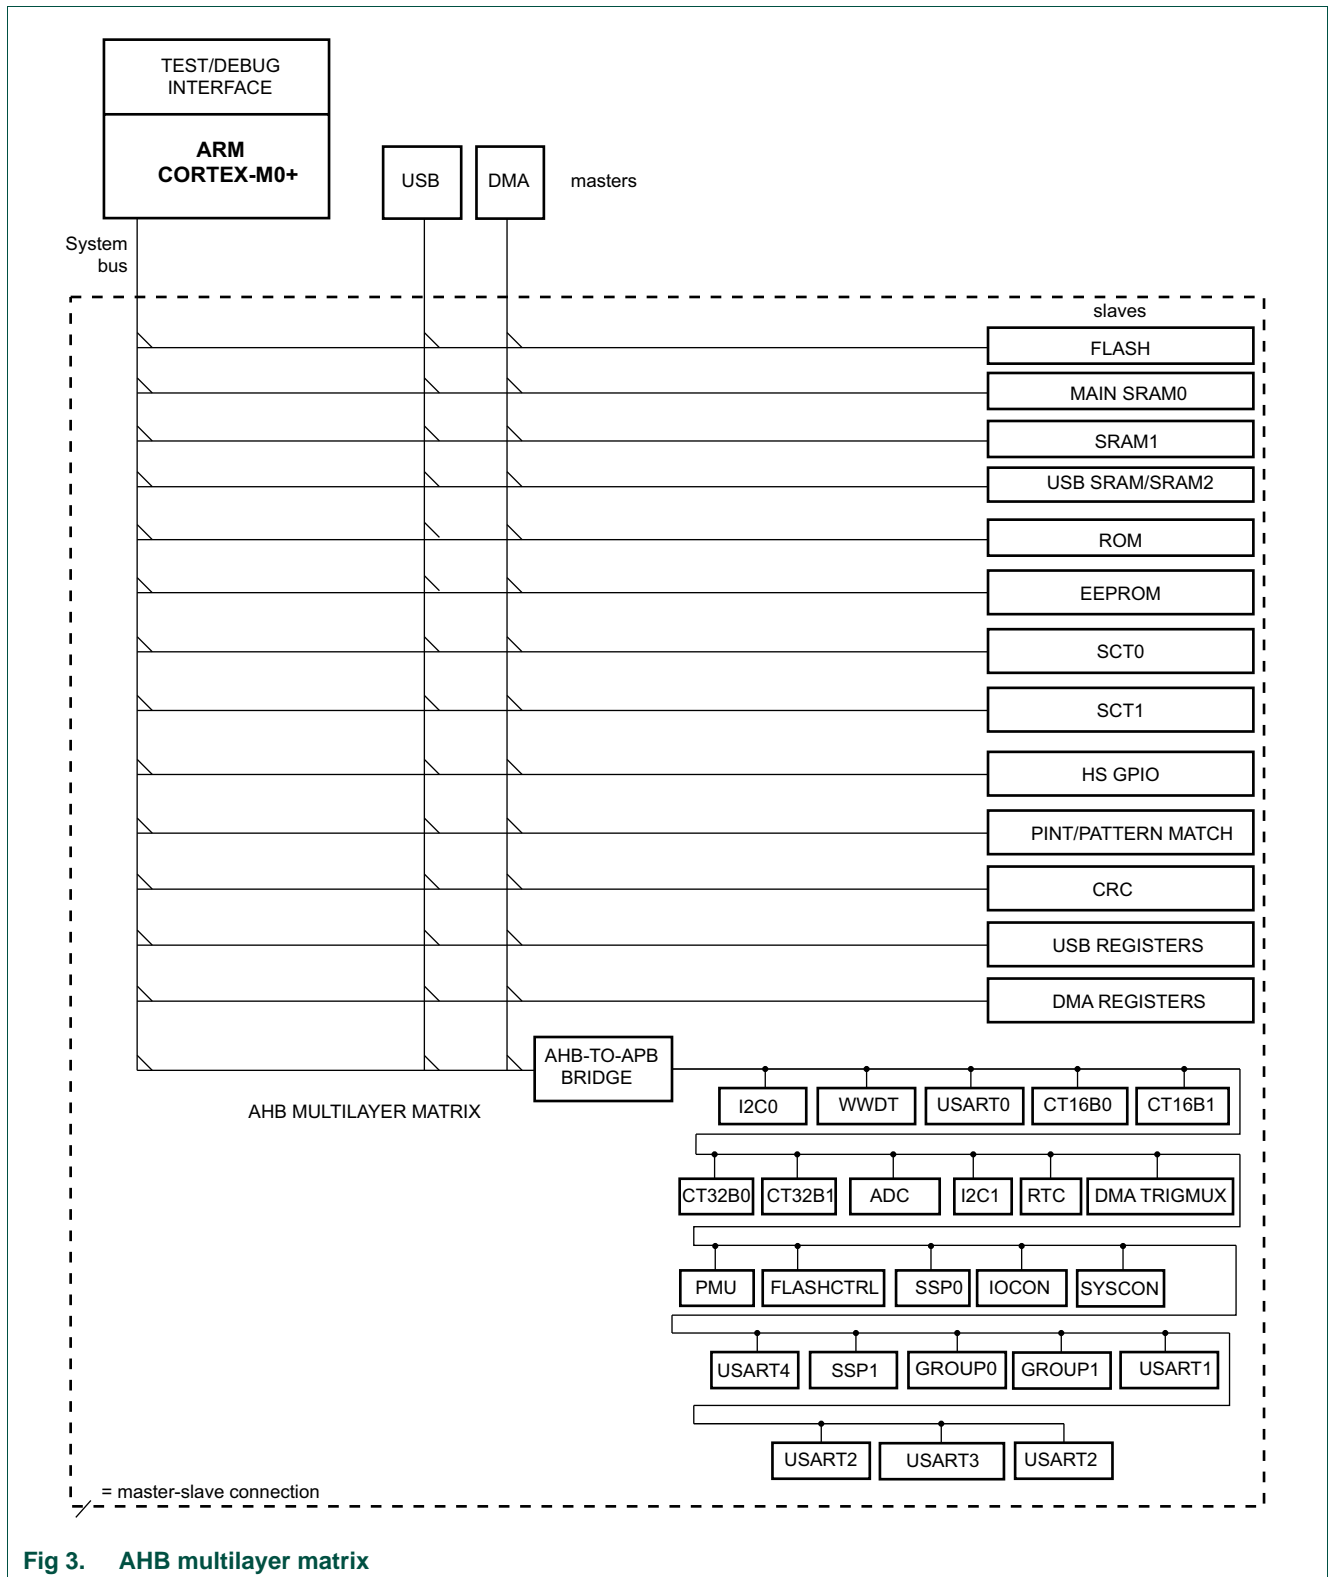 TEST/DEBUG
INTERFACE
ARM
CORTEX-M0+
USB
DMA
masters
System
bus
slaves
FLASH
MAIN SRAM0
SRAM1
USB SRAM/SRAM2
ROM
EEPROM
SCT0
SCT1
HS GPIO
PINT/PATTERN MATCH
CRC
USB REGISTERS
DMA REGISTERS
AHB-TO-APB
BRIDGE
AHB MULTILAYER MATRIX
I2C0
WWDT
USART0
CT16B0
CT16B1
CT32B0
CT32B1
ADC
I2C1
RTC
DMA TRIGMUX
PMU
FLASHCTRL
SSP0
IOCON
SYSCON
USART4
SSP1
GROUP0
GROUP1
USART1
USART2
USART3
USART2
= master-slave connection
Fig 3. AHB multilayer matrix